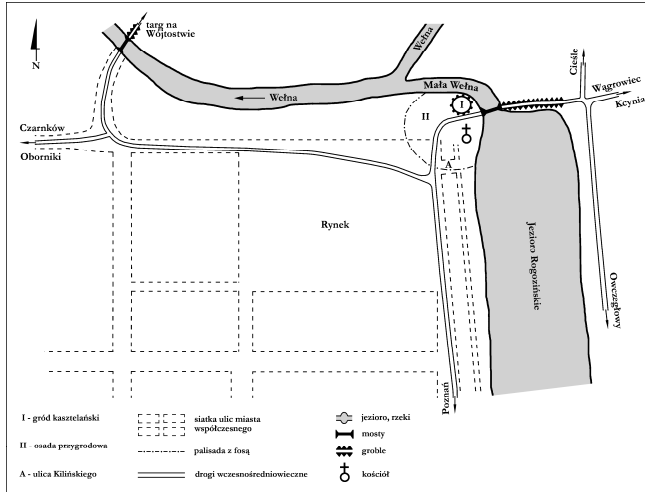 targ na
Wójtostwie
N
Wełna
Wełna
Mała Wełna
Cieśle
Wągrowiec
Kcynia
I
II
A
Czarnków
Oborniki
Rynek
Jezioro Rogozińskie
Owczegłowy
Poznań
I - gród kasztelański
II - osada przygrodowa
A - ulica Kilińskiego
siatka ulic miasta
współczesnego
palisada z fosą
drogi wczesnośredniowieczne
jezioro, rzeki
mosty
groble
kościół